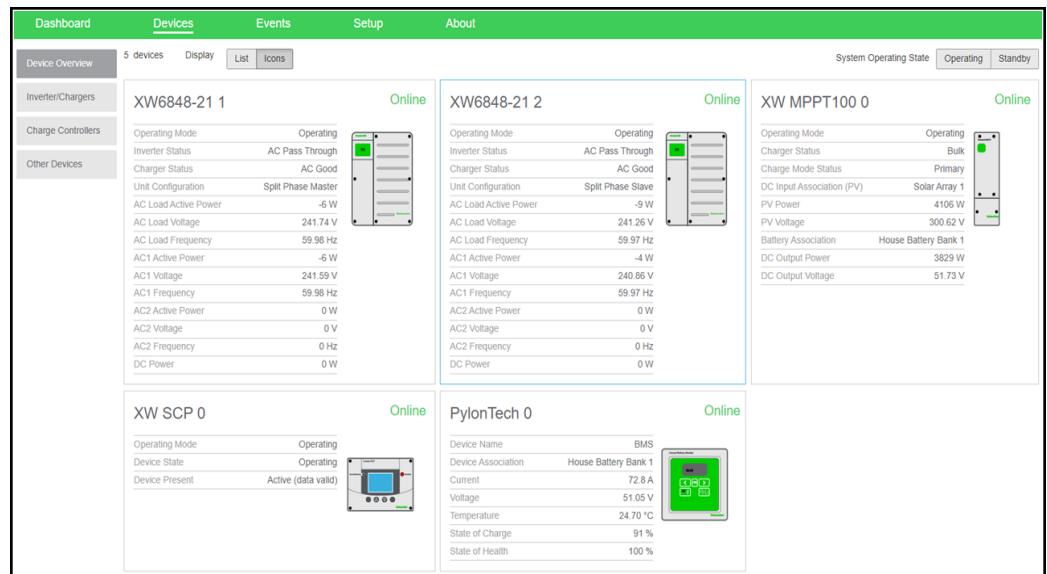 Dashboard Devices Events Setup About
5 devices Display List Icons System Operating State Operating Standby
Device Overview
Inverter/Chargers
Charge Controllers
Other Devices
XW6848-21 1 Online
Operating Mode Operating
Inverter Status AC Pass Through
Charger Status AC Good
Unit Configuration Split Phase Master
AC Load Active Power -6 W
AC Load Voltage 241.74 V
AC Load Frequency 59.98 Hz
AC1 Active Power -6 W
AC1 Voltage 241.59 V
AC1 Frequency 59.98 Hz
AC2 Active Power 0 W
AC2 Voltage 0 V
AC2 Frequency 0 Hz
DC Power 0 W
XW6848-21 2 Online
Operating Mode Operating
Inverter Status AC Pass Through
Charger Status AC Good
Unit Configuration Split Phase Slave
AC Load Active Power -9 W
AC Load Voltage 241.26 V
AC Load Frequency 59.97 Hz
AC1 Active Power -4 W
AC1 Voltage 240.86 V
AC1 Frequency 59.97 Hz
AC2 Active Power 0 W
AC2 Voltage 0 V
AC2 Frequency 0 Hz
DC Power 0 W
XW MPPT100 0 Online
Operating Mode Operating
Charger Status Bulk
Charge Mode Status Primary
DC Input Association (PV) Solar Array 1
PV Power 4106 W
PV Voltage 300.62 V
Battery Association House Battery Bank 1
DC Output Power 3829 W
DC Output Voltage 51.73 V
XW SCP 0 Online
Operating Mode Operating
Device State Operating
Device Present Active (data valid)
PylonTech 0 Online
Device Name BMS
Device Association House Battery Bank 1
Current 72.8 A
Voltage 51.05 V
Temperature 24.70 °C
State of Charge 91 %
State of Health 100 %